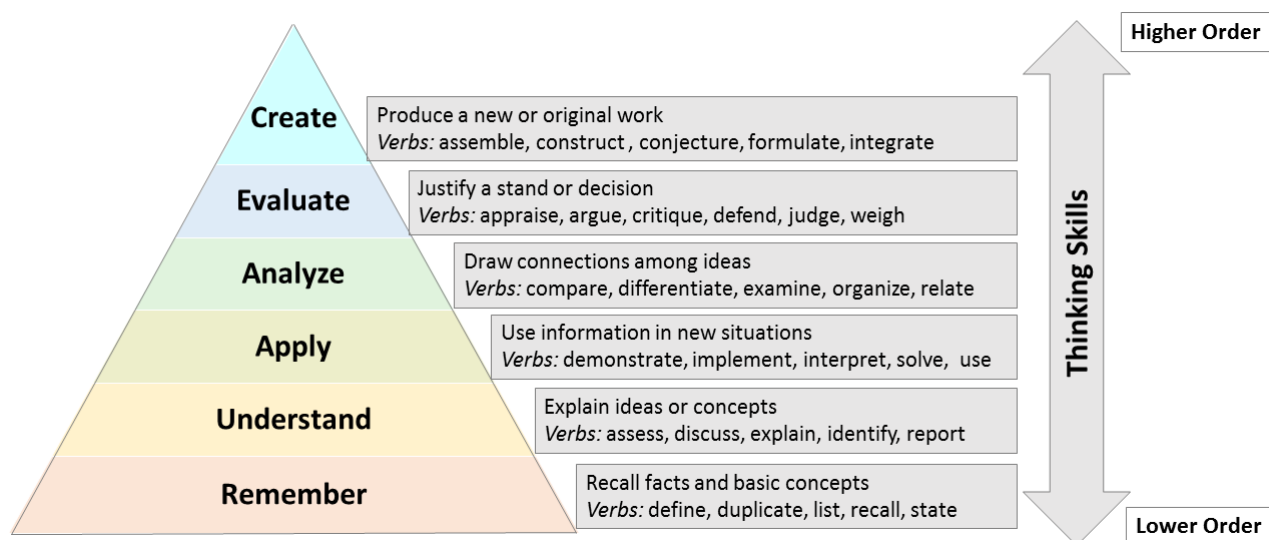 Higher Order
Create
Produce a new or original work
Verbs: assemble, construct , conjecture, formulate, integrate
Evaluate
Justify a stand or decision
Verbs: appraise, argue, critique, defend, judge, weigh
Analyze
Draw connections among ideas
Verbs: compare, differentiate, examine, organize, relate
Apply
Use information in new situations
Verbs: demonstrate, implement, interpret, solve,  use
Understand
Explain ideas or concepts
Verbs: assess, discuss, explain, identify, report
Remember
Recall facts and basic concepts
Verbs: define, duplicate, list, recall, state
Thinking Skills
Lower Order